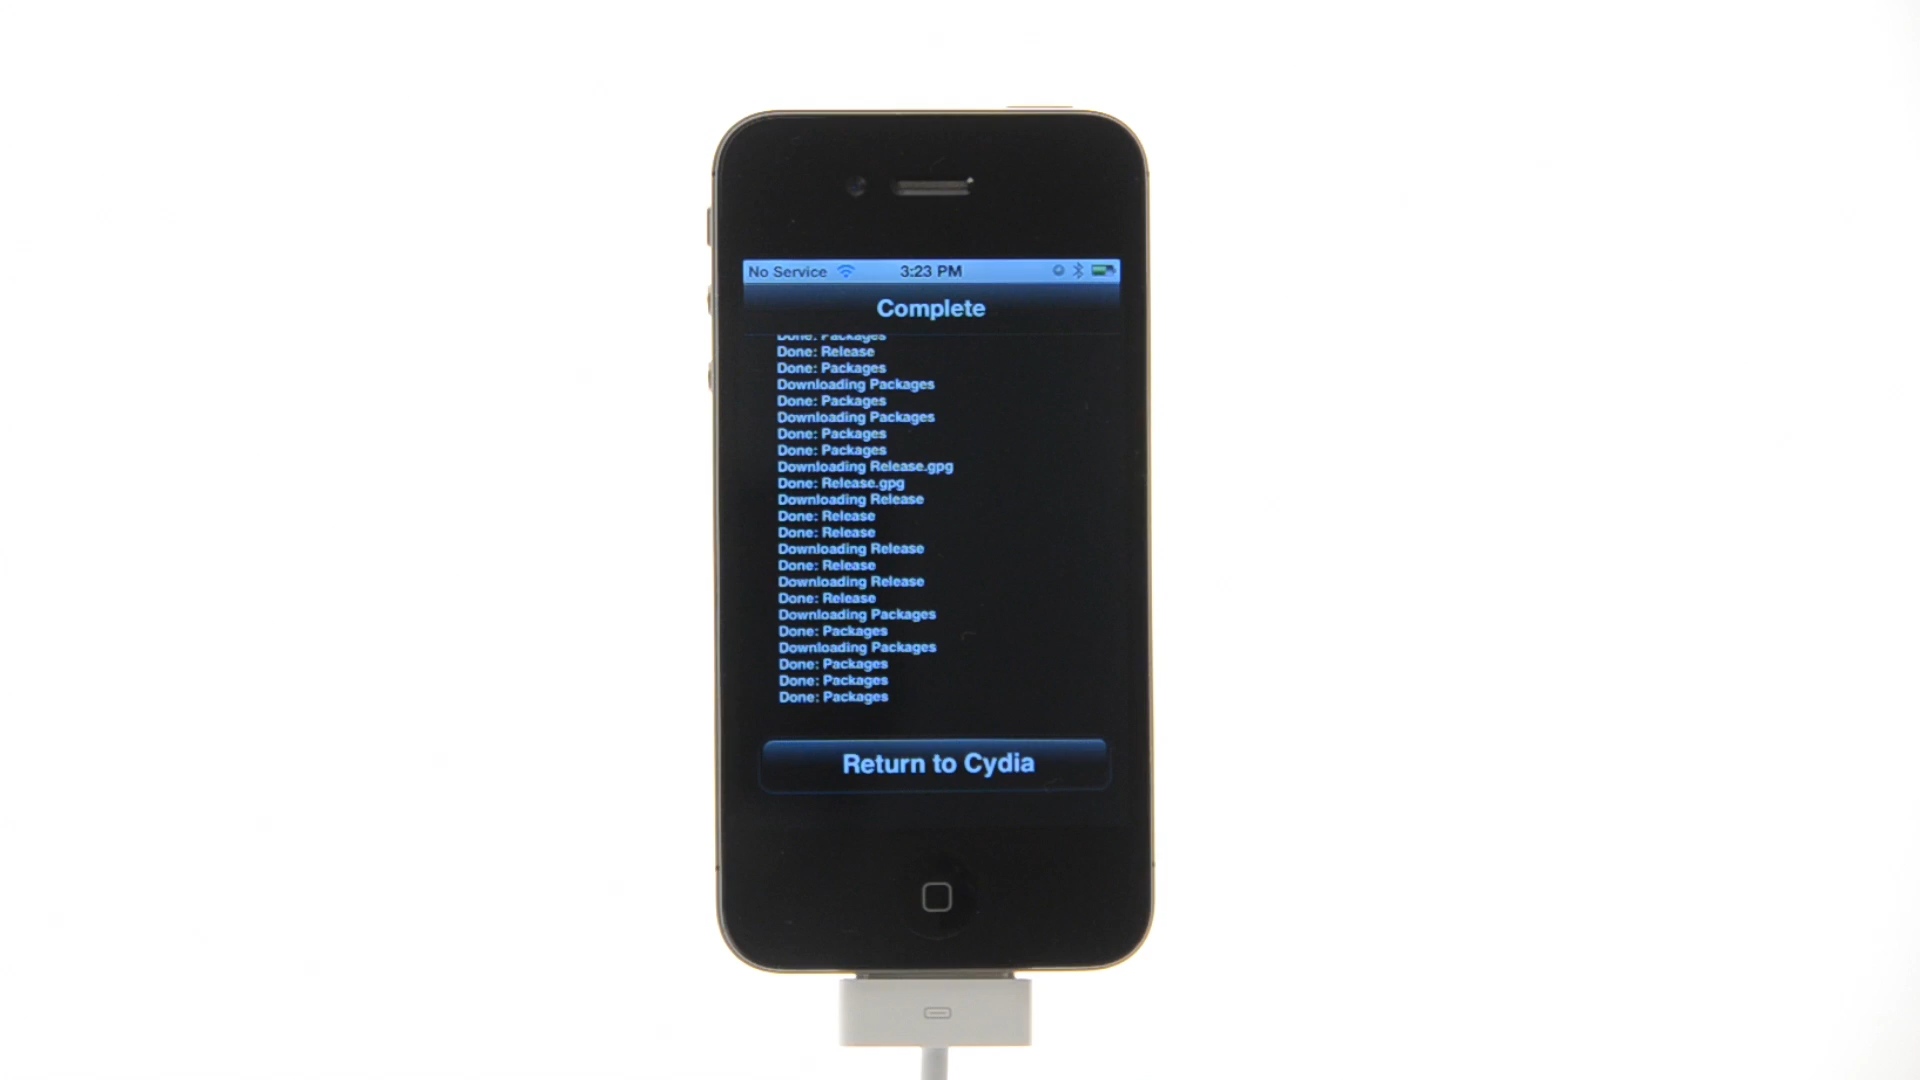 No Service 3:23 PM
Complete
Done: Packages
Done: Release
Done: Packages
Downloading Packages
Done: Packages
Downloading Packages
Done: Packages
Done: Packages
Downloading Release.gpg
Done: Release.gpg
Downloading Release
Done: Release
Done: Release
Downloading Release
Done: Release
Downloading Release
Done: Release
Downloading Packages
Done: Packages
Downloading Packages
Done: Packages
Done: Packages
Done: Packages
Return to Cydia